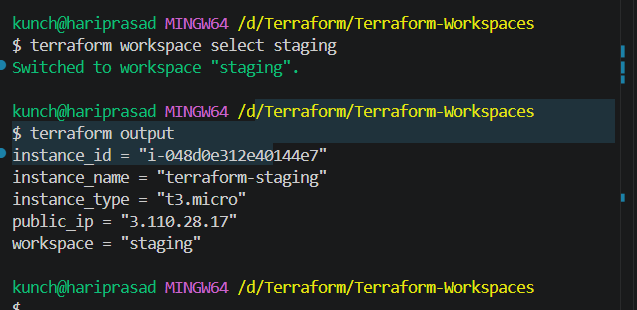 kunch@hariprasad MINGW64 /d/Terraform/Terraform-Workspaces
$ terraform workspace select staging
Switched to workspace "staging".
kunch@hariprasad MINGW64 /d/Terraform/Terraform-Workspaces
$ terraform output
instance_id = "i-048d0e312e40144e7"
instance_name = "terraform-staging"
instance_type = "t3.micro"
public_ip = "3.110.28.17"
workspace = "staging"
kunch@hariprasad MINGW64 /d/Terraform/Terraform-Workspaces
$